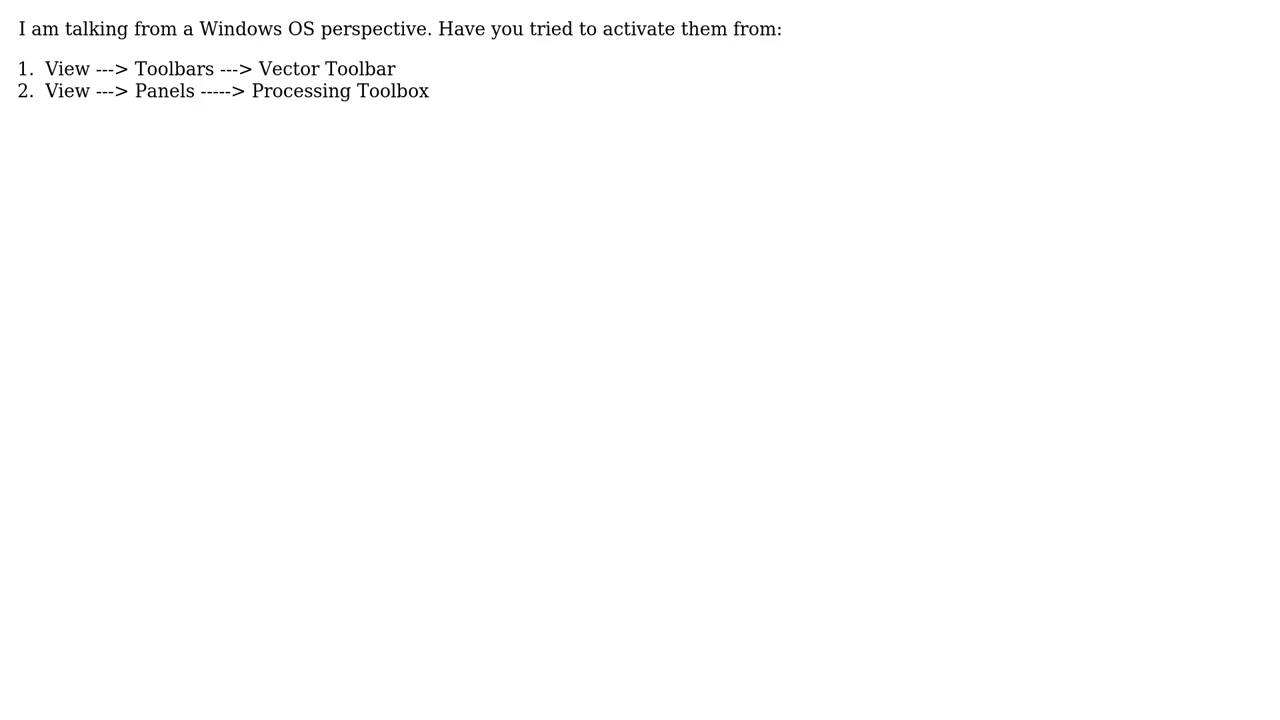 I am talking from a Windows OS perspective. Have you tried to activate them from:
1. View ---> Toolbars ---> Vector Toolbar
2. View ---> Panels -----> Processing Toolbox